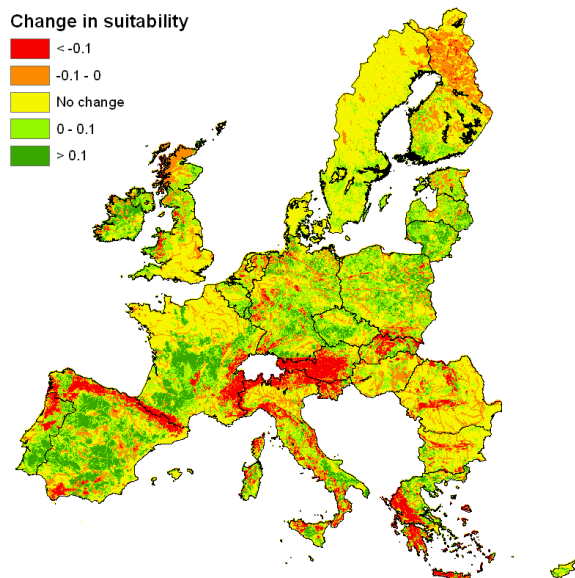 Change in suitability
< -0.1
-0.1 - 0
No change
0 - 0.1
> 0.1